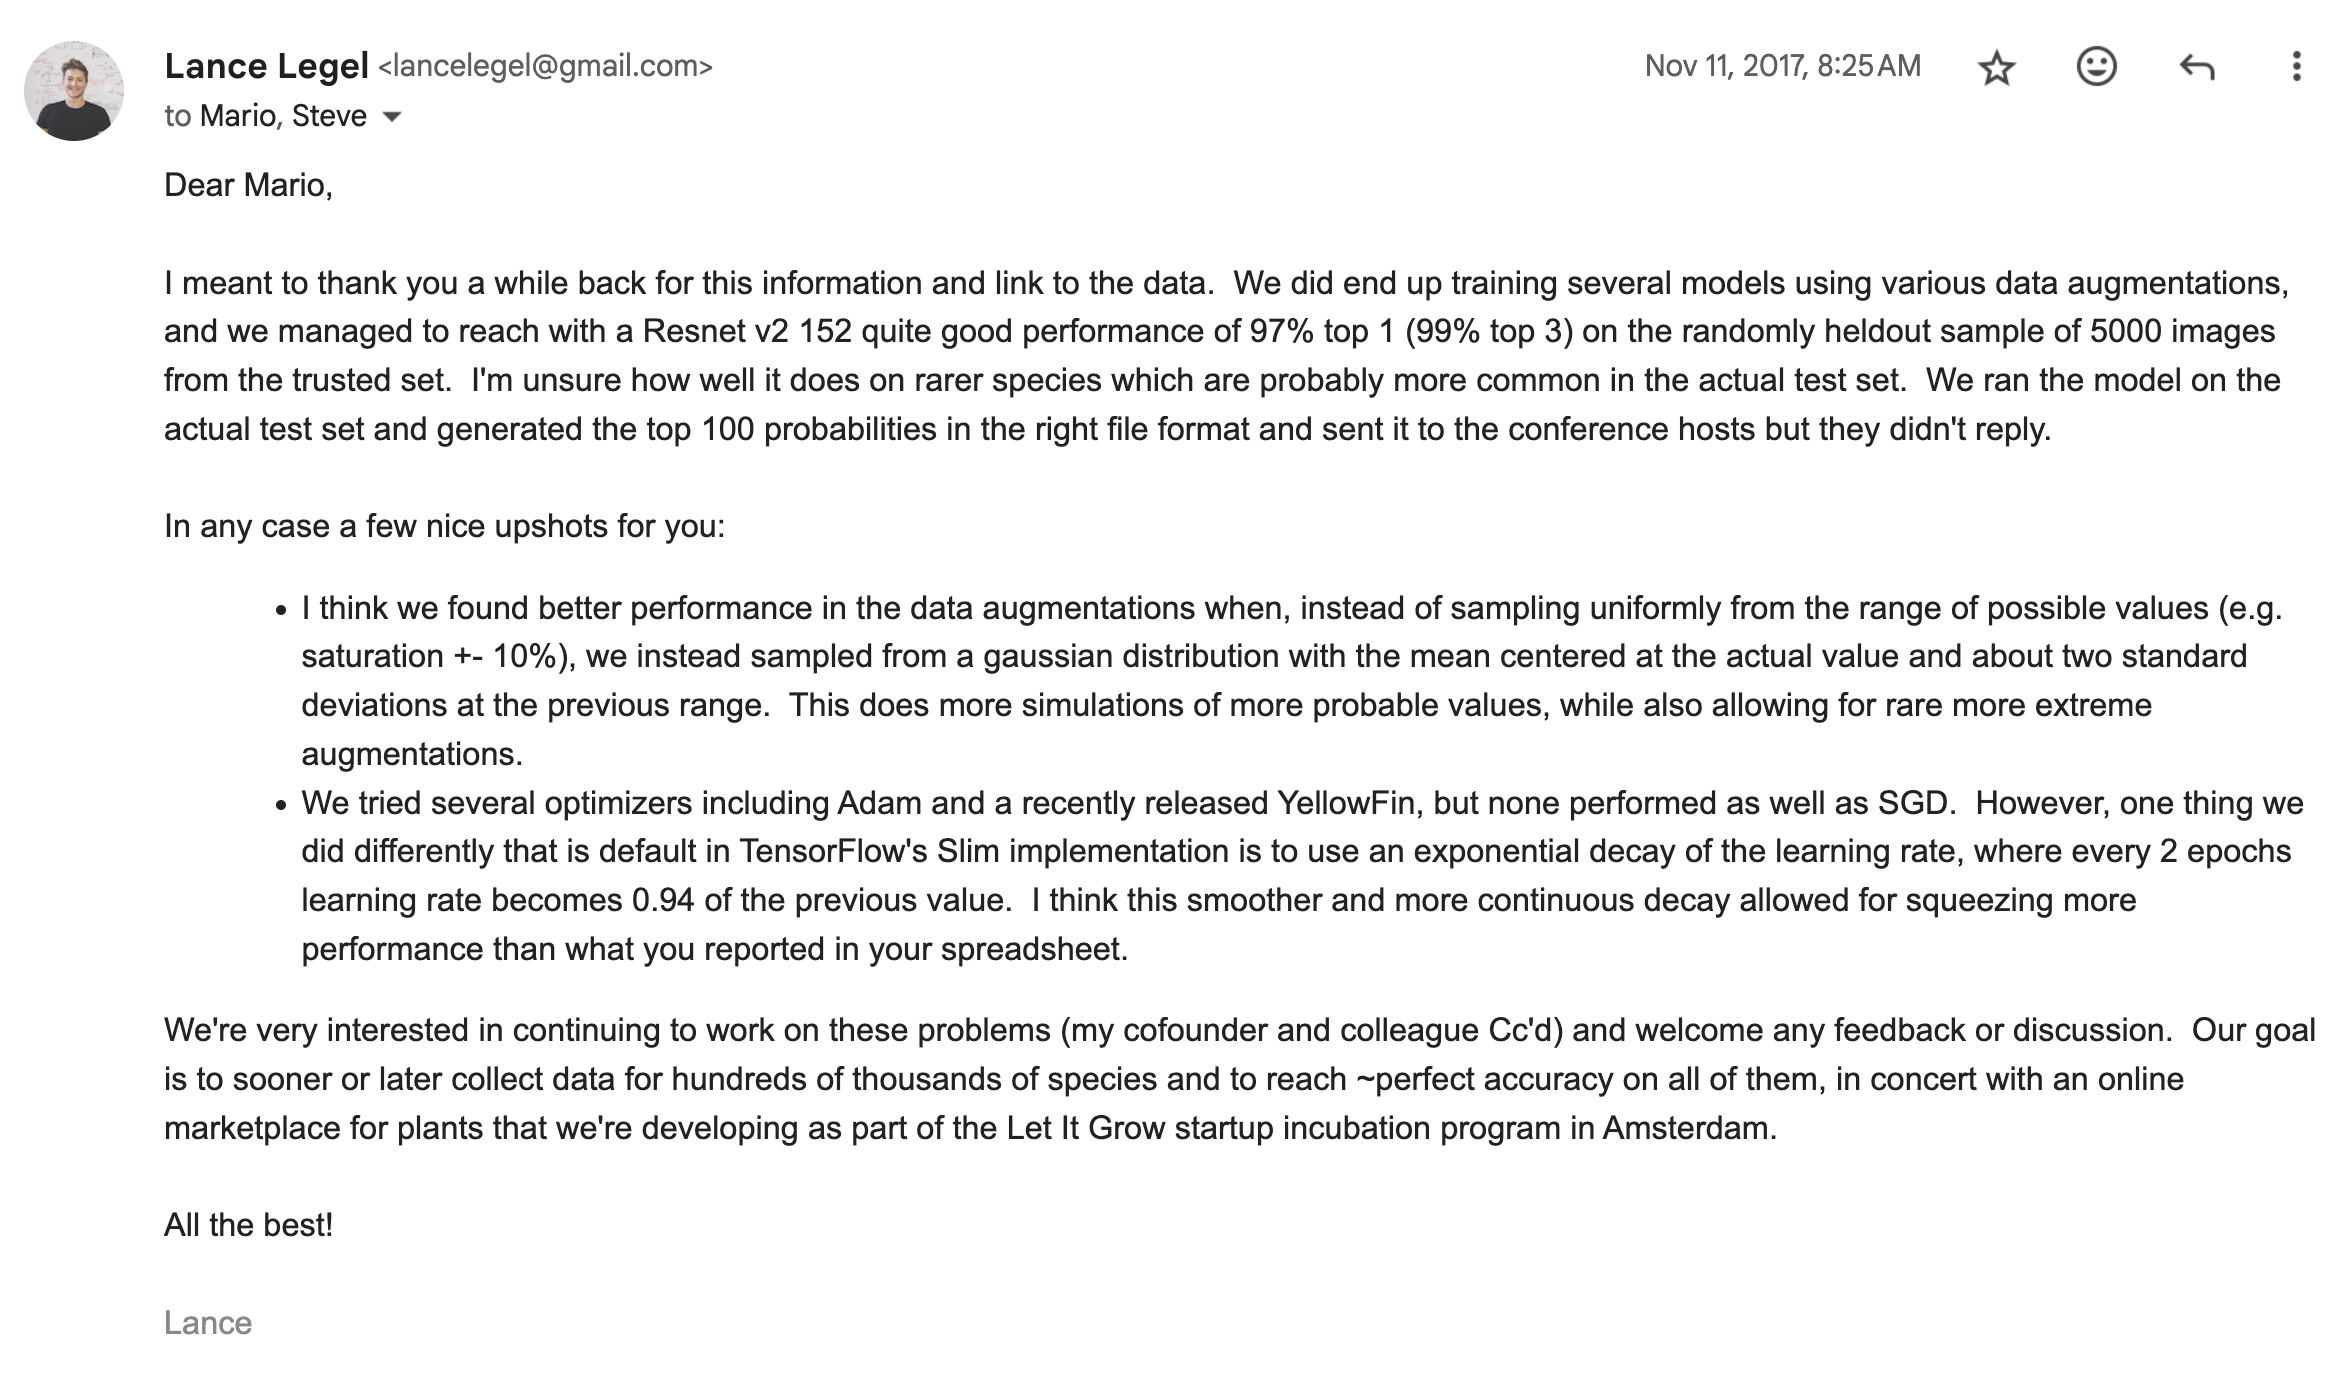 Lance Legel <lancelegel@gmail.com>
Nov 11, 2017, 8:25 AM
to Mario, Steve
Dear Mario,
I meant to thank you a while back for this information and link to the data.  We did end up training several models using various data augmentations,
and we managed to reach with a Resnet v2 152 quite good performance of 97% top 1 (99% top 3) on the randomly heldout sample of 5000 images
from the trusted set.  I'm unsure how well it does on rarer species which are probably more common in the actual test set.  We ran the model on the
actual test set and generated the top 100 probabilities in the right file format and sent it to the conference hosts but they didn't reply.
In any case a few nice upshots for you:
• I think we found better performance in the data augmentations when, instead of sampling uniformly from the range of possible values (e.g.
saturation +- 10%), we instead sampled from a gaussian distribution with the mean centered at the actual value and about two standard
deviations at the previous range.  This does more simulations of more probable values, while also allowing for rare more extreme
augmentations.
• We tried several optimizers including Adam and a recently released YellowFin, but none performed as well as SGD.  However, one thing we
did differently that is default in TensorFlow's Slim implementation is to use an exponential decay of the learning rate, where every 2 epochs
learning rate becomes 0.94 of the previous value.  I think this smoother and more continuous decay allowed for squeezing more
performance than what you reported in your spreadsheet.
We're very interested in continuing to work on these problems (my cofounder and colleague Cc'd) and welcome any feedback or discussion.  Our goal
is to sooner or later collect data for hundreds of thousands of species and to reach ~perfect accuracy on all of them, in concert with an online
marketplace for plants that we're developing as part of the Let It Grow startup incubation program in Amsterdam.
All the best!
Lance